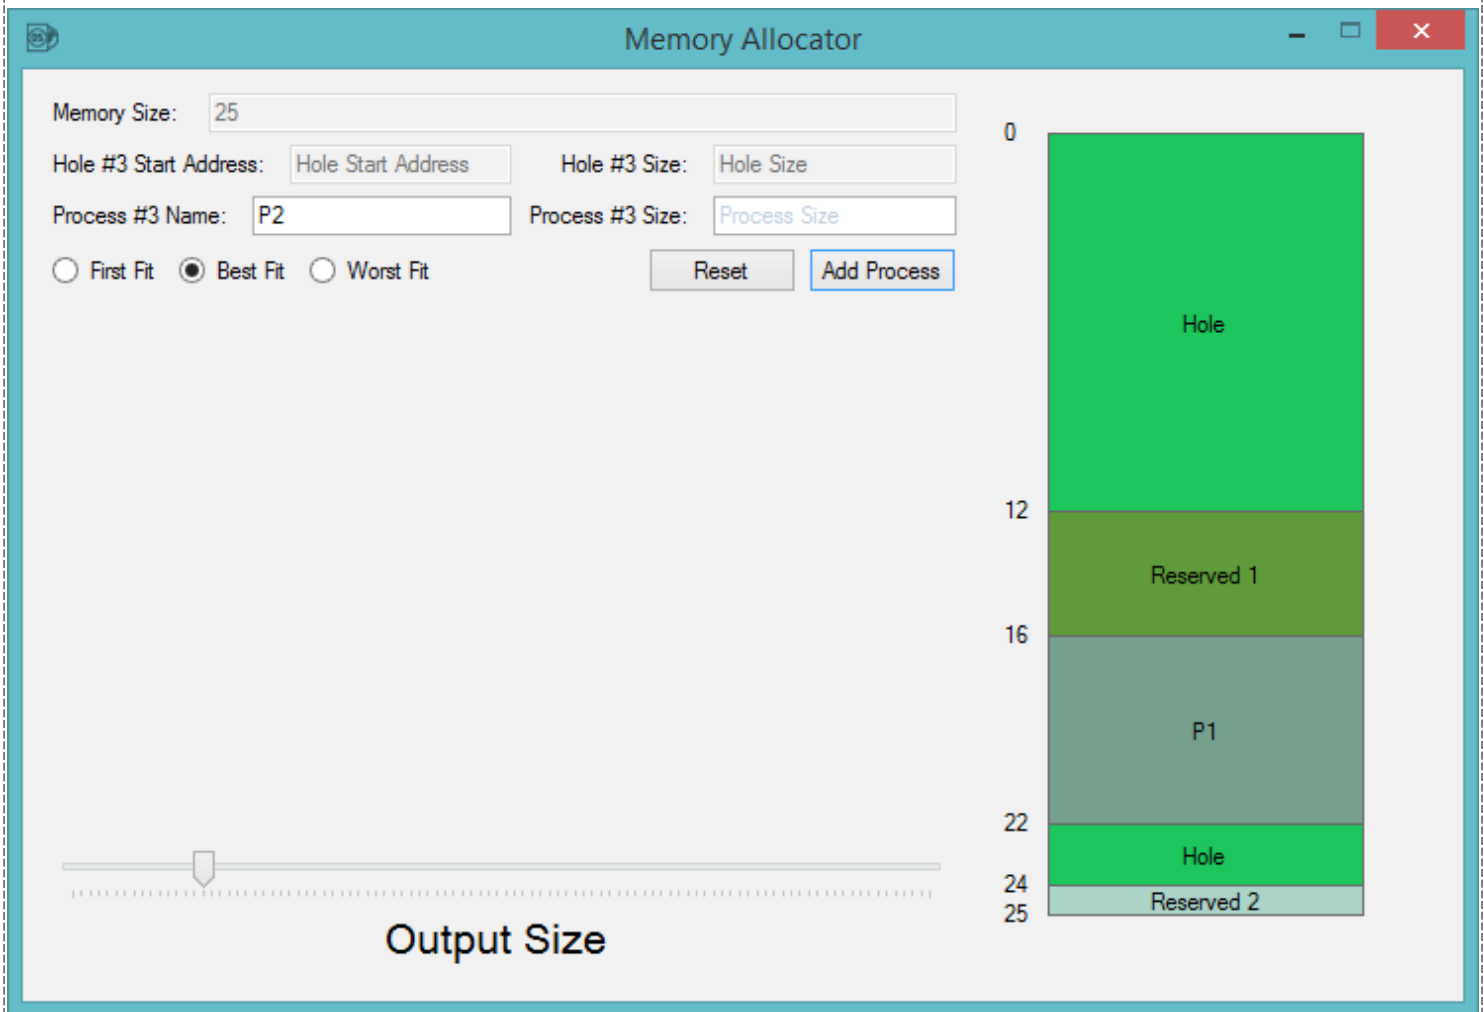 Memory Allocator
Memory Size: 25
Hole #3 Start Address: Hole Start Address Hole #3 Size: Hole Size
Process #3 Name: P2 Process #3 Size: Process Size
First Fit Best Fit Worst Fit Reset Add Process
0
Hole
12
Reserved 1
16
P1
22
Hole
24
Reserved 2
25
Output Size